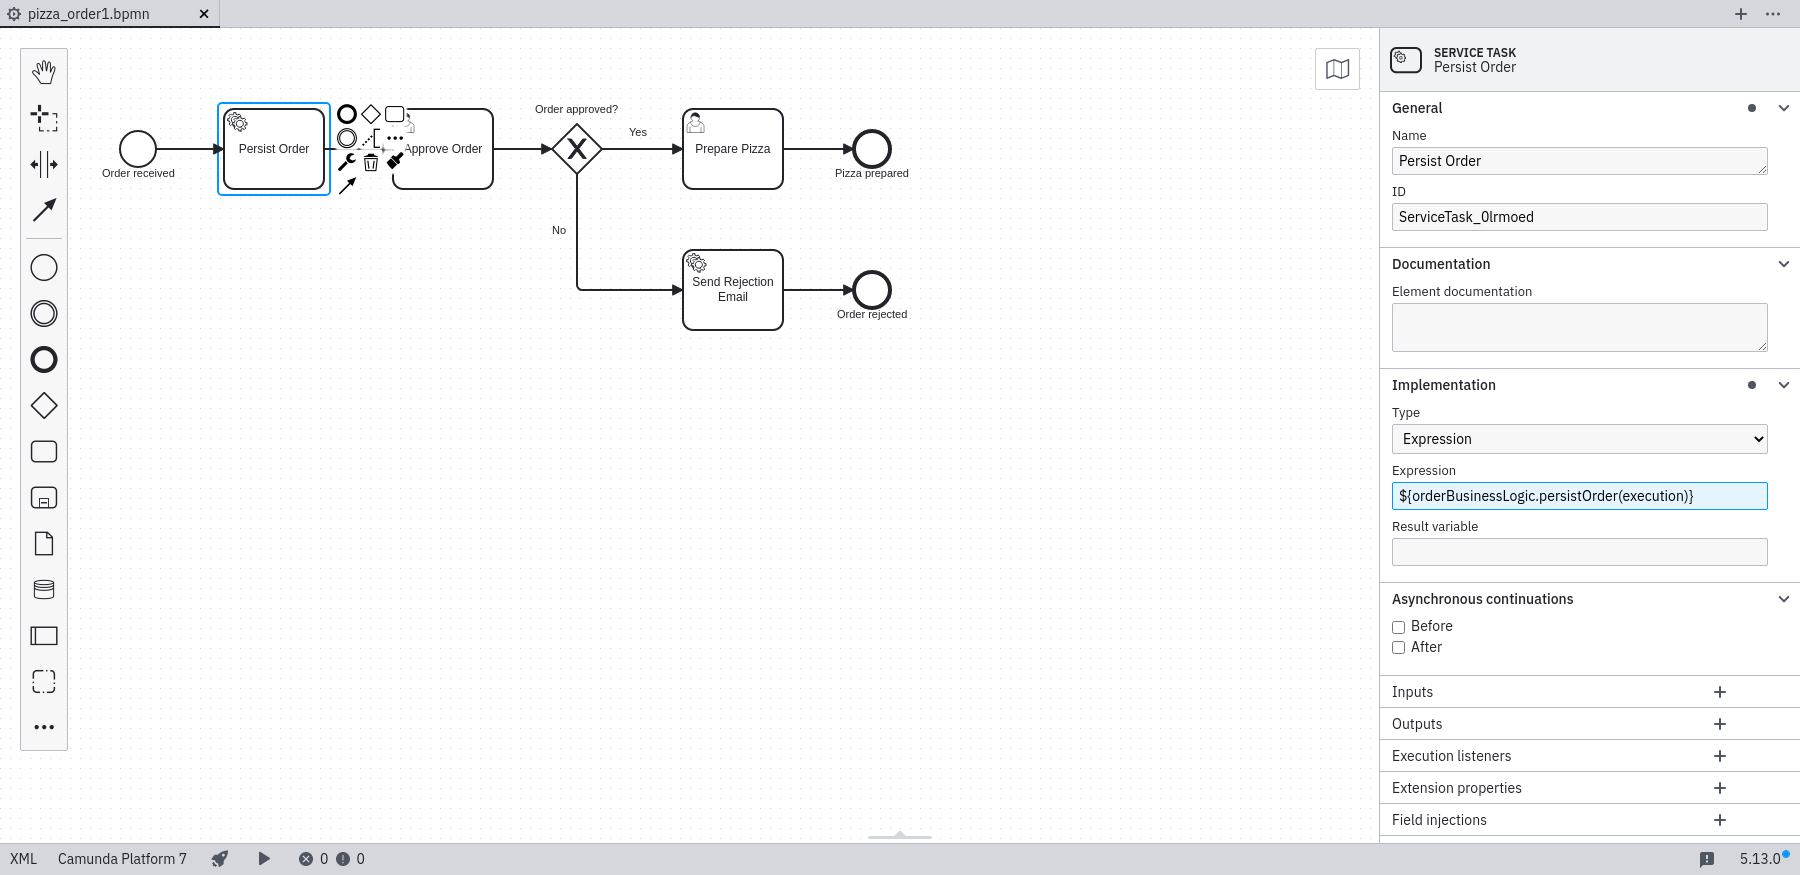 pizza_order1.bpmn
Order received
Persist Order
Approve Order
Order approved?
Yes
No
Prepare Pizza
Pizza prepared
Send Rejection
Email
Order rejected
SERVICE TASK
Persist Order
General
Name
Persist Order
ID
ServiceTask_0lrmoed
Documentation
Element documentation
Implementation
Type
Expression
Expression
${orderBusinessLogic.persistOrder(execution)}
Result variable
Asynchronous continuations
Before
After
Inputs
Outputs
Execution listeners
Extension properties
Field injections
XML Camunda Platform 7 0 0 5.13.0